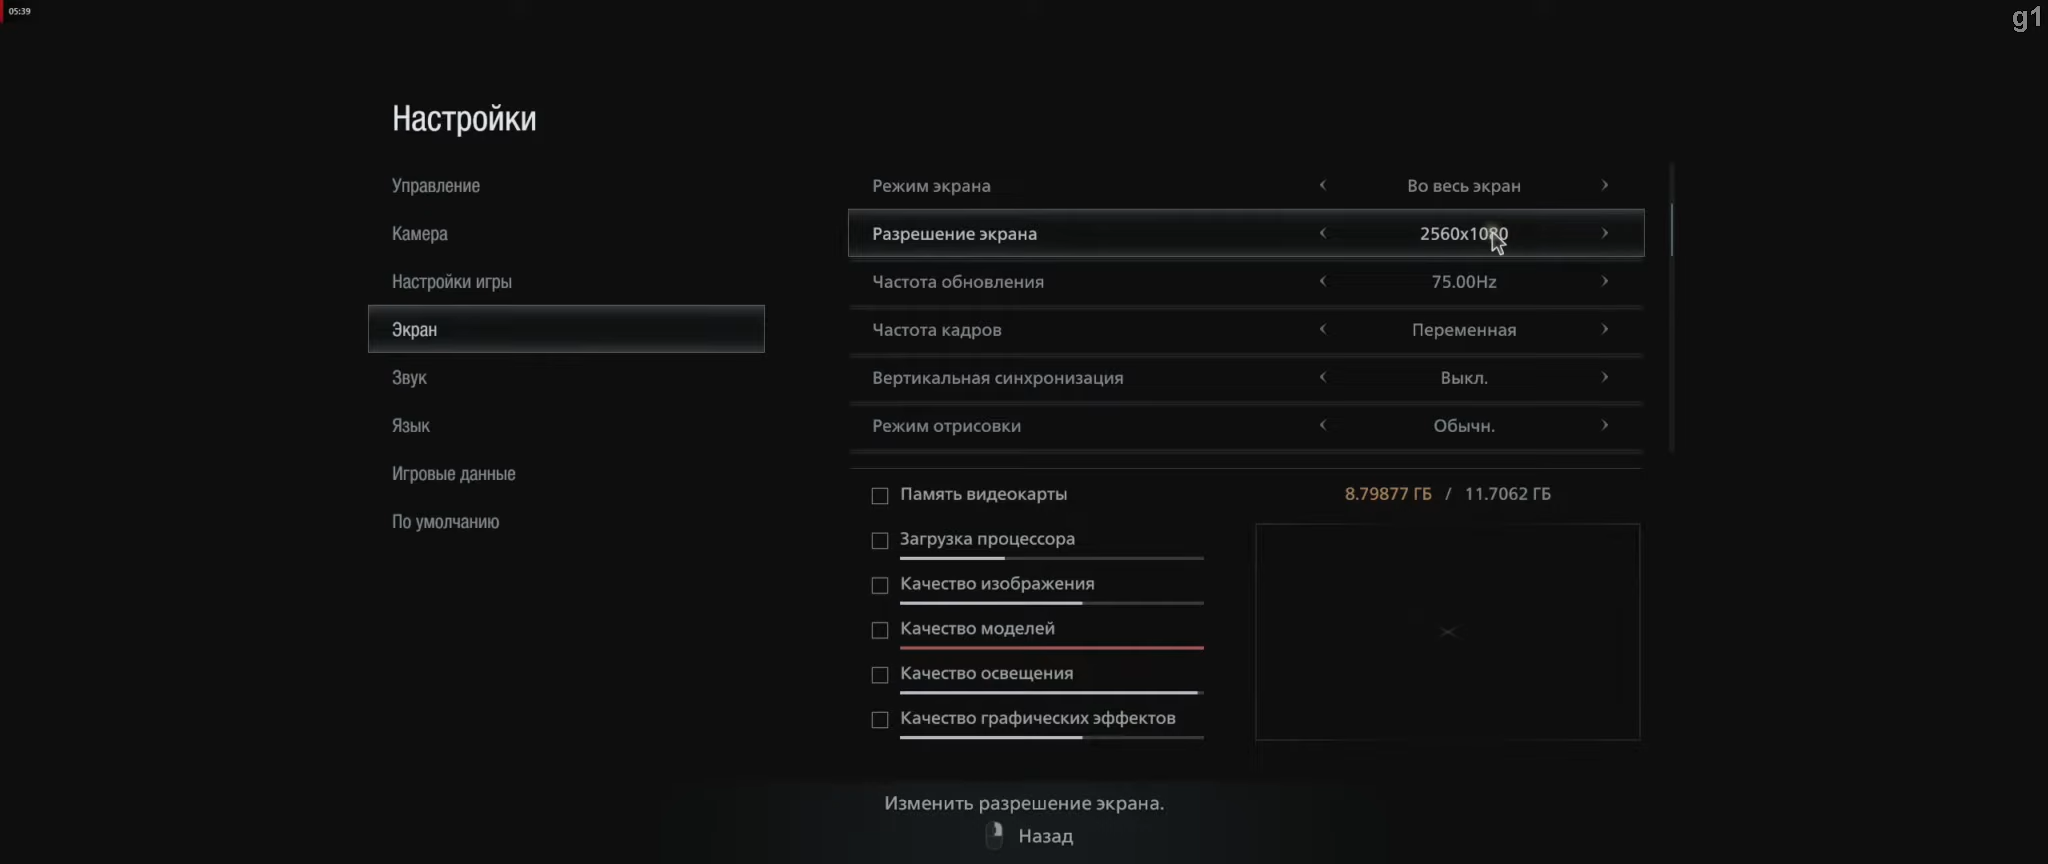 05:39
g1
Настройки
Управление
Камера
Настройки игры
Экран
Звук
Язык
Игровые данные
По умолчанию
Режим экрана Во весь экран
Разрешение экрана 2560x1080
Частота обновления 75.00Hz
Частота кадров Переменная
Вертикальная синхронизация Выкл.
Режим отрисовки Обычн.
Память видеокарты 8.79877 ГБ / 11.7062 ГБ
Загрузка процессора
Качество изображения
Качество моделей
Качество освещения
Качество графических эффектов
Изменить разрешение экрана.
Назад